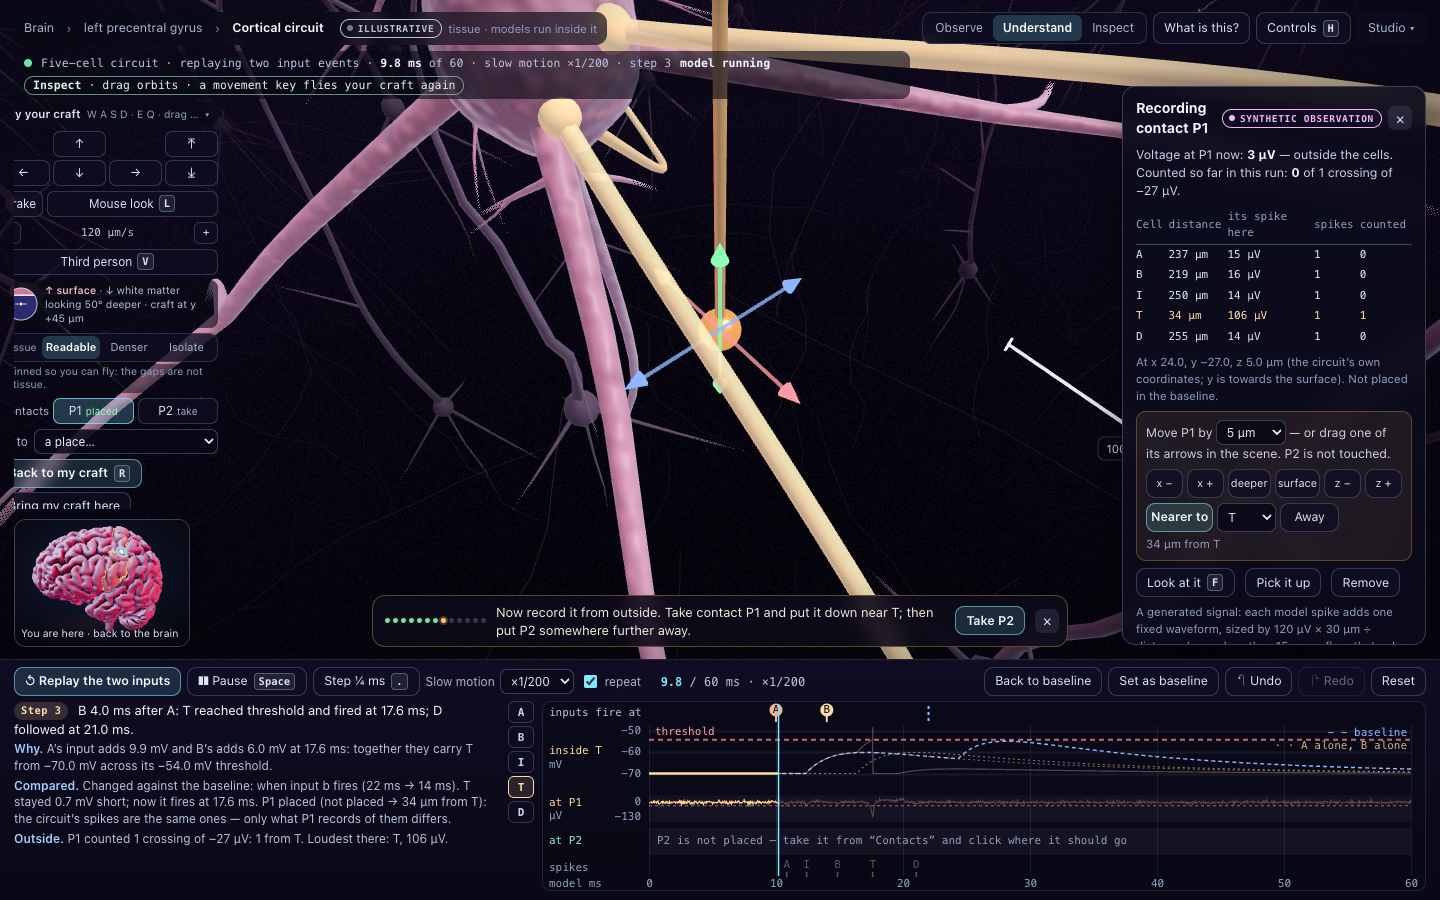 Brain › left precentral gyrus › Cortical circuit ILLUSTRATIVE tissue · models run inside it
Observe Understand Inspect What is this? Controls H Studio
Five-cell circuit · replaying two input events · 9.8 ms of 60 · slow motion ×1/200 · step 3 model running
Inspect · drag orbits · a movement key flies your craft again
y your craft W A S D · E Q · drag ...
↑ ⤒
← ↓ → ⤓
rake Mouse look L
120 µm/s +
Third person V
↑ surface · ↓ white matter
looking 50° deeper · craft at y
+45 µm
ssue Readable Denser Isolate
inned so you can fly: the gaps are not
tissue.
ntacts P1 placed P2 take
to a place...
Back to my craft R
Bring my craft here
You are here · back to the brain
100
Recording
contact P1
SYNTHETIC OBSERVATION ×
Voltage at P1 now: 3 µV — outside the cells.
Counted so far in this run: 0 of 1 crossing of
−27 µV.
Cell distance its spike here spikes counted
A 237 µm 15 µV 1 0
B 219 µm 16 µV 1 0
I 250 µm 14 µV 1 0
T 34 µm 106 µV 1 1
D 255 µm 14 µV 1 0
At x 24.0, y −27.0, z 5.0 µm (the circuit's own
coordinates; y is towards the surface). Not placed
in the baseline.
Move P1 by 5 µm — or drag one of
its arrows in the scene. P2 is not touched.
x − x + deeper surface z − z +
Nearer to T Away
34 µm from T
Look at it F Pick it up Remove
A generated signal: each model spike adds one
fixed waveform, sized by 120 µV × 30 µm ÷
Now record it from outside. Take contact P1 and put it down near T; then
put P2 somewhere further away.
Take P2 ×
Replay the two inputs Pause Space Step ¼ ms . Slow motion ×1/200 repeat 9.8 / 60 ms · ×1/200
Back to baseline Set as baseline Undo Redo Reset
Step 3 B 4.0 ms after A: T reached threshold and fired at 17.6 ms; D
followed at 21.0 ms.
Why. A's input adds 9.9 mV and B's adds 6.0 mV at 17.6 ms: together they carry T
from −70.0 mV across its −54.0 mV threshold.
Compared. Changed against the baseline: when input b fires (22 ms → 14 ms). T
stayed 0.7 mV short; now it fires at 17.6 ms. P1 placed (not placed → 34 µm from T):
the circuit's spikes are the same ones — only what P1 records of them differs.
Outside. P1 counted 1 crossing of −27 µV: 1 from T. Loudest there: T, 106 µV.
A
B
I
T
D
inputs fire at A B
−50 threshold – – baseline
inside T −60 · · A alone, B alone
mV
−70
at P1 0
µV −130
at P2 P2 is not placed — take it from “Contacts” and click where it should go
spikes A I B T D
model ms 0 10 20 30 40 50 60